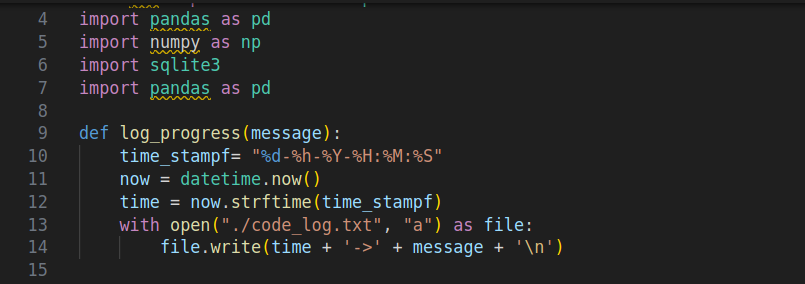 4 import pandas as pd
5 import numpy as np
6 import sqlite3
7 import pandas as pd
8
9 def log_progress(message):
10     time_stampf= "%d-%h-%Y-%H:%M:%S"
11     now = datetime.now()
12     time = now.strftime(time_stampf)
13     with open("./code_log.txt", "a") as file:
14         file.write(time + '->' + message + '\n')
15